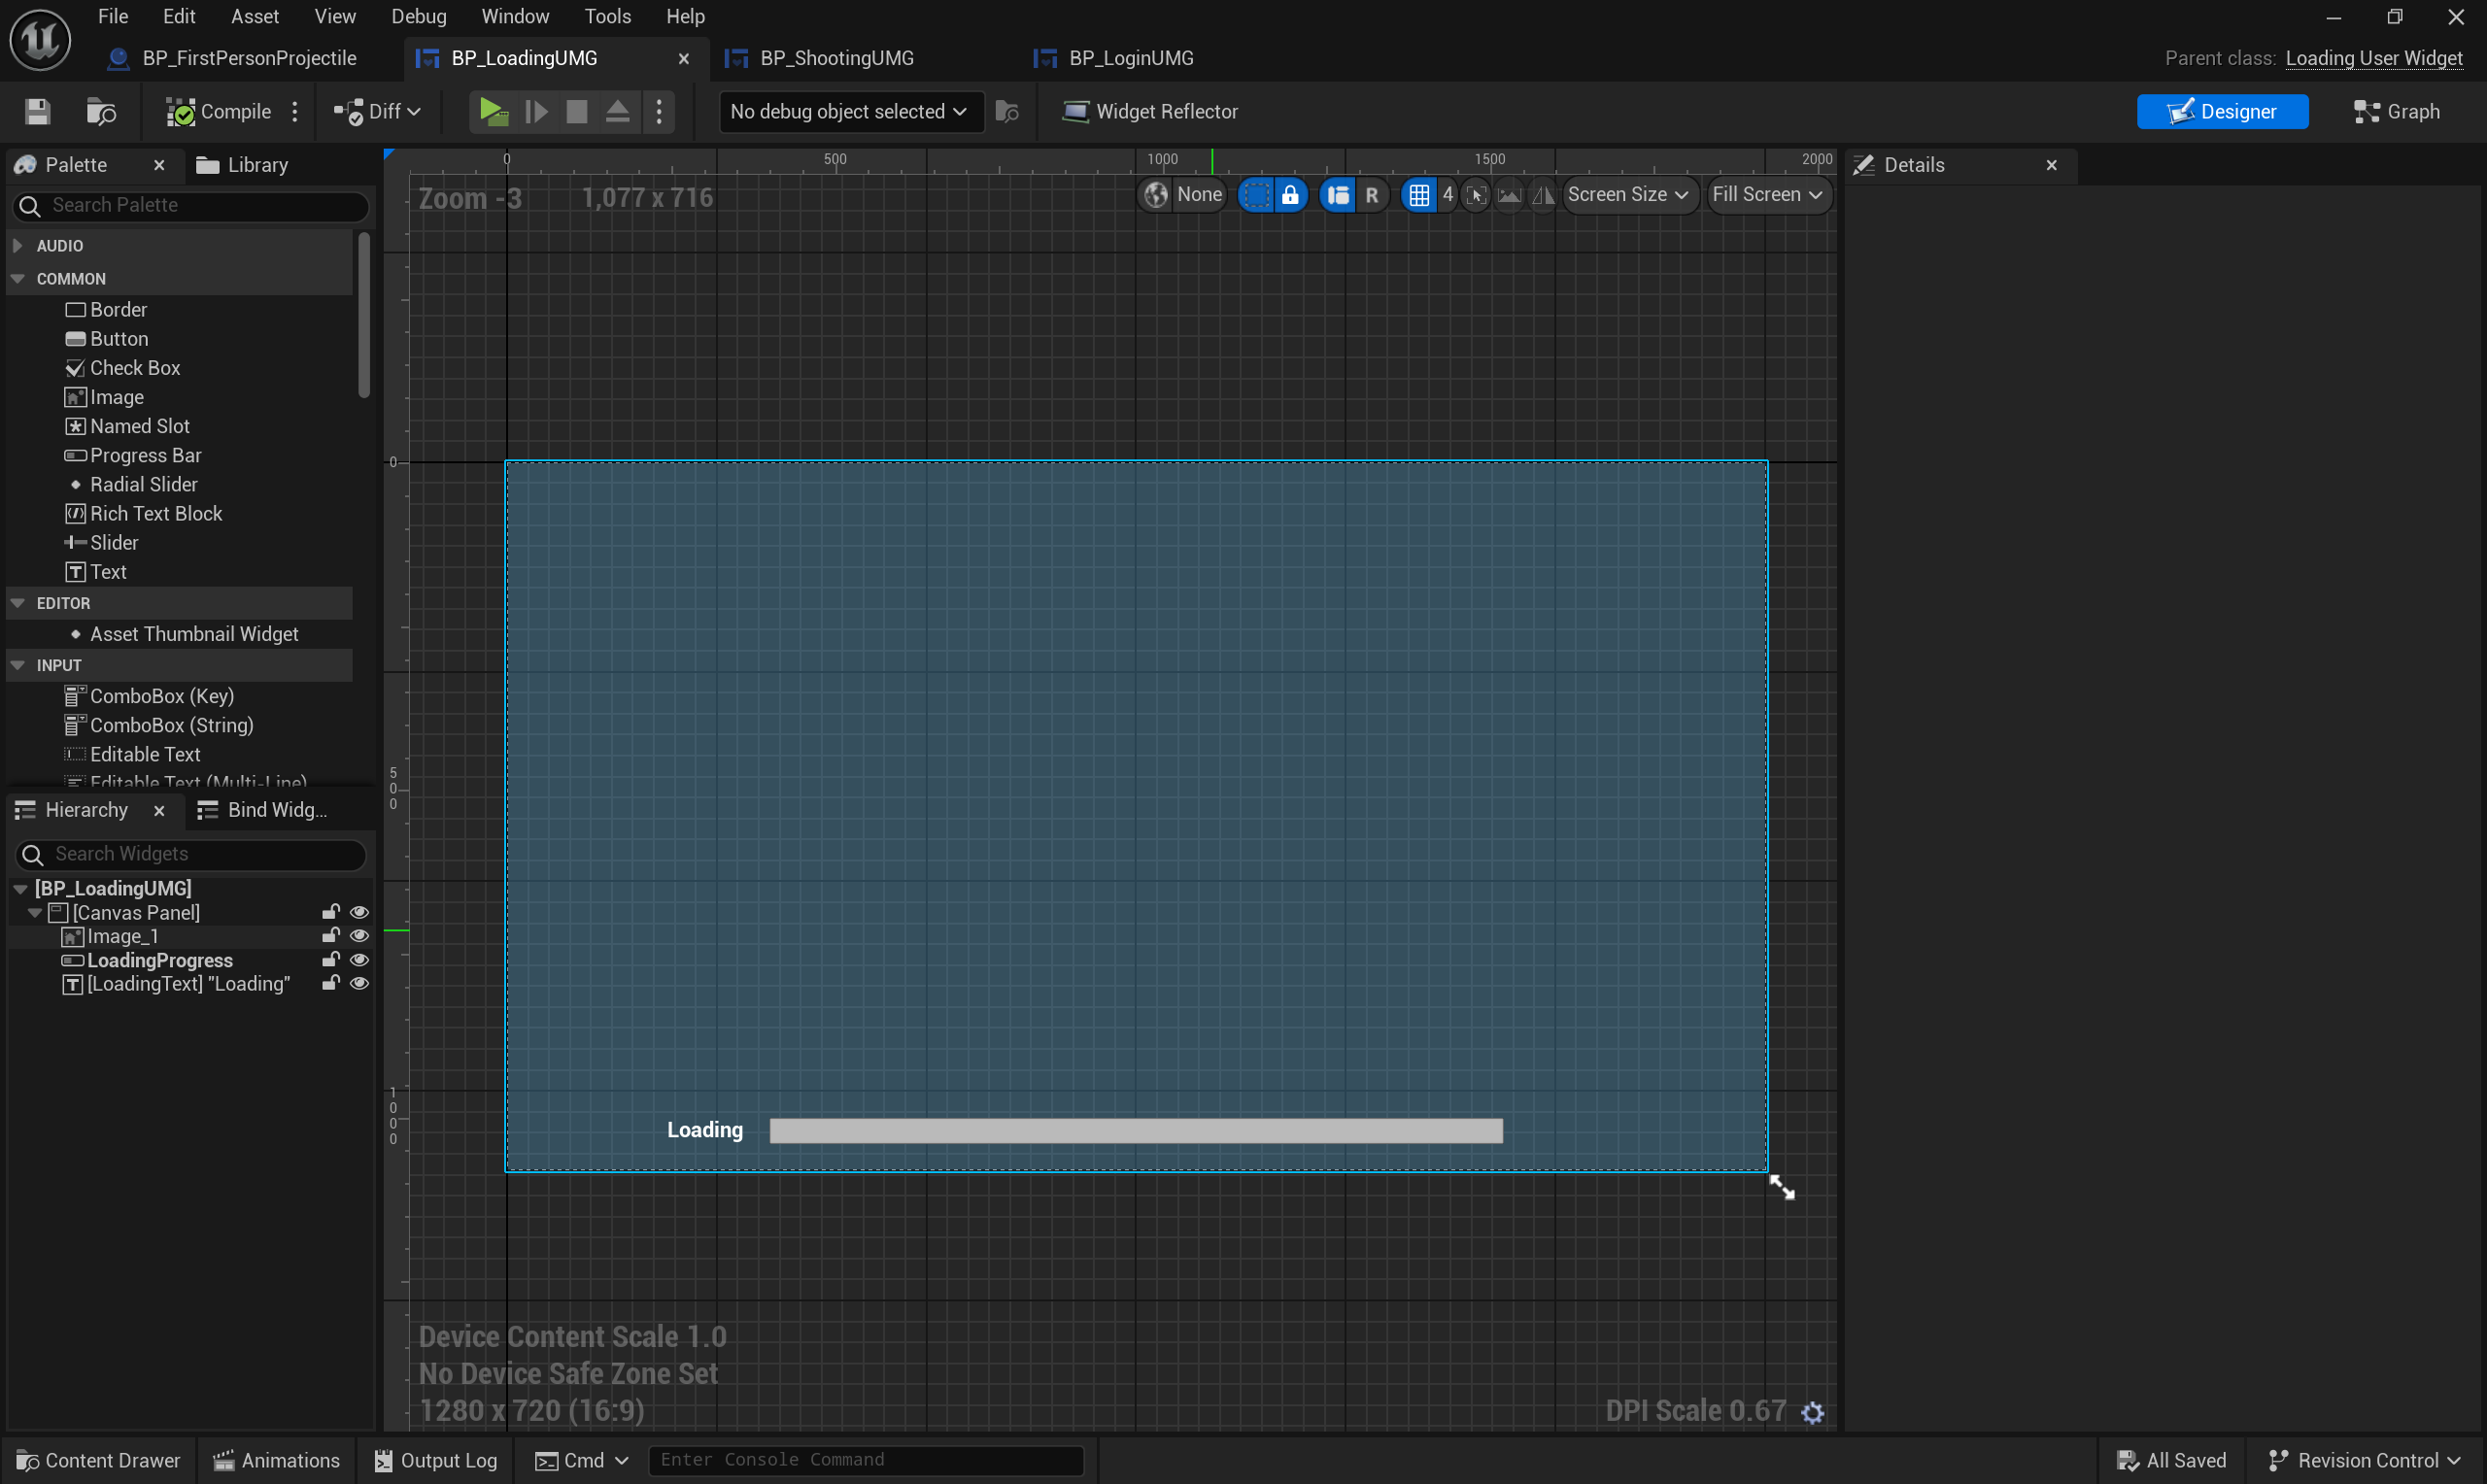 File Edit Asset View Debug Window Tools Help
BP_FirstPersonProjectile
BP_LoadingUMG
BP_ShootingUMG
BP_LoginUMG
Parent class: Loading User Widget
Compile
Diff
No debug object selected
Widget Reflector
Designer
Graph
Palette
Library
Search Palette
AUDIO
COMMON
Border
Button
Check Box
Image
Named Slot
Progress Bar
Radial Slider
Rich Text Block
Slider
Text
EDITOR
Asset Thumbnail Widget
INPUT
ComboBox (Key)
ComboBox (String)
Editable Text
Editable Text (Multi-Line)
Hierarchy
Bind Widg...
Search Widgets
[BP_LoadingUMG]
[Canvas Panel]
Image_1
LoadingProgress
[LoadingText] "Loading"
0 500 1000 1500 2000
Zoom -3
1,077 x 716
None
R
4
Screen Size
Fill Screen
0
500
1000
Loading
Device Content Scale 1.0
No Device Safe Zone Set
1280 x 720 (16:9)
DPI Scale 0.67
Details
Content Drawer
Animations
Output Log
Cmd
Enter Console Command
All Saved
Revision Control